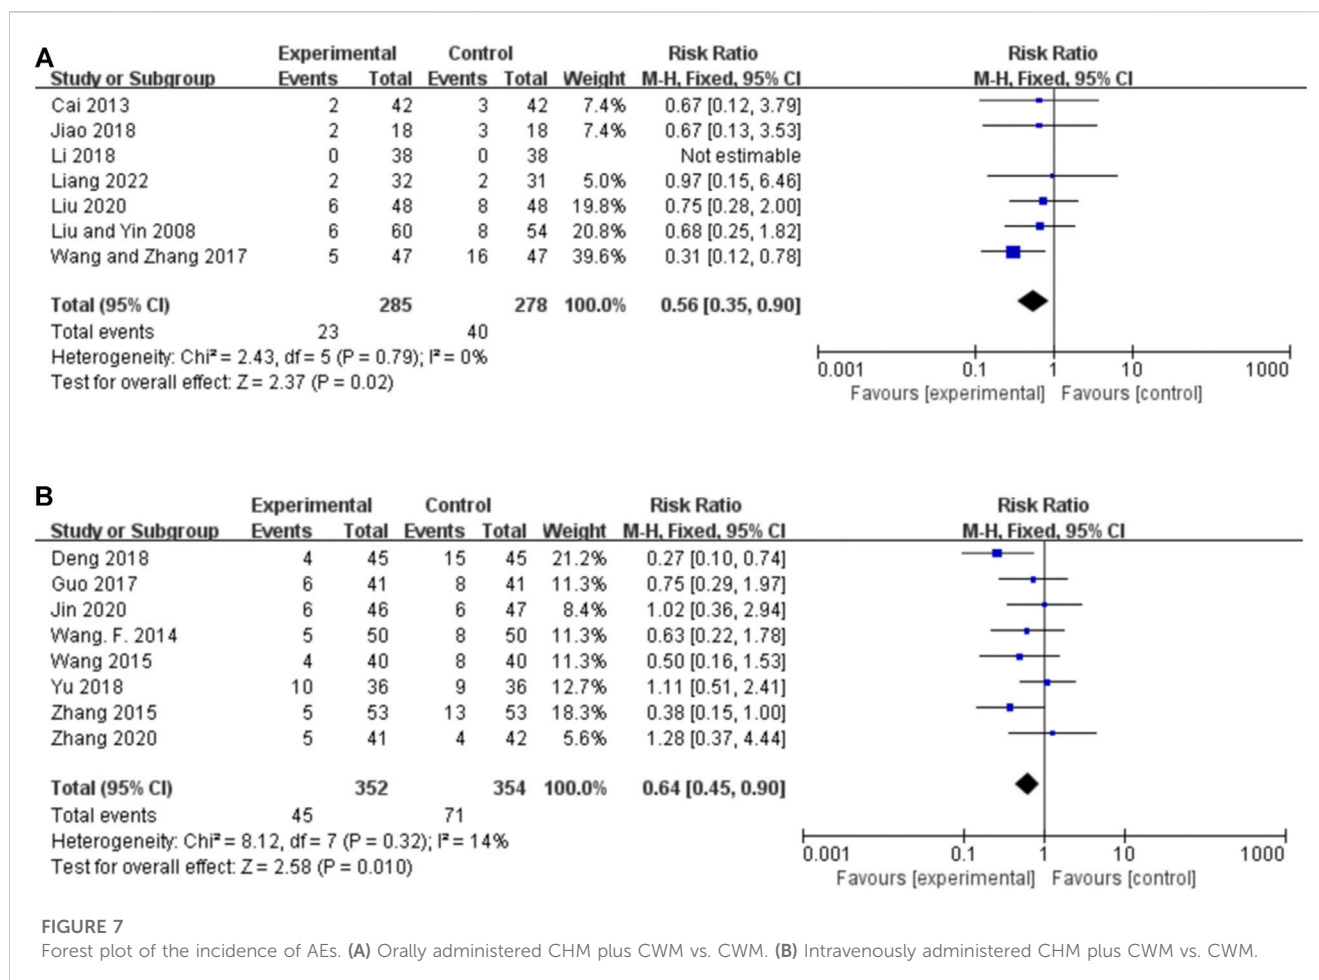 A
Experimental Control Risk Ratio Risk Ratio
Study or Subgroup Events Total Events Total Weight M-H, Fixed, 95% CI M-H, Fixed, 95% CI
Cai 2013 2 42 3 42 7.4% 0.67 [0.12, 3.79]
Jiao 2018 2 18 3 18 7.4% 0.67 [0.13, 3.53]
Li 2018 0 38 0 38 Not estimable
Liang 2022 2 32 2 31 5.0% 0.97 [0.15, 6.46]
Liu 2020 6 48 8 48 19.8% 0.75 [0.28, 2.00]
Liu and Yin 2008 6 60 8 54 20.8% 0.68 [0.25, 1.82]
Wang and Zhang 2017 5 47 16 47 39.6% 0.31 [0.12, 0.78]
Total (95% CI) 285 278 100.0% 0.56 [0.35, 0.90]
Total events 23 40
Heterogeneity: Chi² = 2.43, df = 5 (P = 0.79); I² = 0%
Test for overall effect: Z = 2.37 (P = 0.02)
0.001 0.1 1 10 1000
Favours [experimental] Favours [control]
B
Experimental Control Risk Ratio Risk Ratio
Study or Subgroup Events Total Events Total Weight M-H, Fixed, 95% CI M-H, Fixed, 95% CI
Deng 2018 4 45 15 45 21.2% 0.27 [0.10, 0.74]
Guo 2017 6 41 8 41 11.3% 0.75 [0.29, 1.97]
Jin 2020 6 46 6 47 8.4% 1.02 [0.36, 2.94]
Wang. F. 2014 5 50 8 50 11.3% 0.63 [0.22, 1.78]
Wang 2015 4 40 8 40 11.3% 0.50 [0.16, 1.53]
Yu 2018 10 36 9 36 12.7% 1.11 [0.51, 2.41]
Zhang 2015 5 53 13 53 18.3% 0.38 [0.15, 1.00]
Zhang 2020 5 41 4 42 5.6% 1.28 [0.37, 4.44]
Total (95% CI) 352 354 100.0% 0.64 [0.45, 0.90]
Total events 45 71
Heterogeneity: Chi² = 8.12, df = 7 (P = 0.32); I² = 14%
Test for overall effect: Z = 2.58 (P = 0.010)
0.001 0.1 1 10 1000
Favours [experimental] Favours [control]
FIGURE 7
Forest plot of the incidence of AEs. (A) Orally administered CHM plus CWM vs. CWM. (B) Intravenously administered CHM plus CWM vs. CWM.